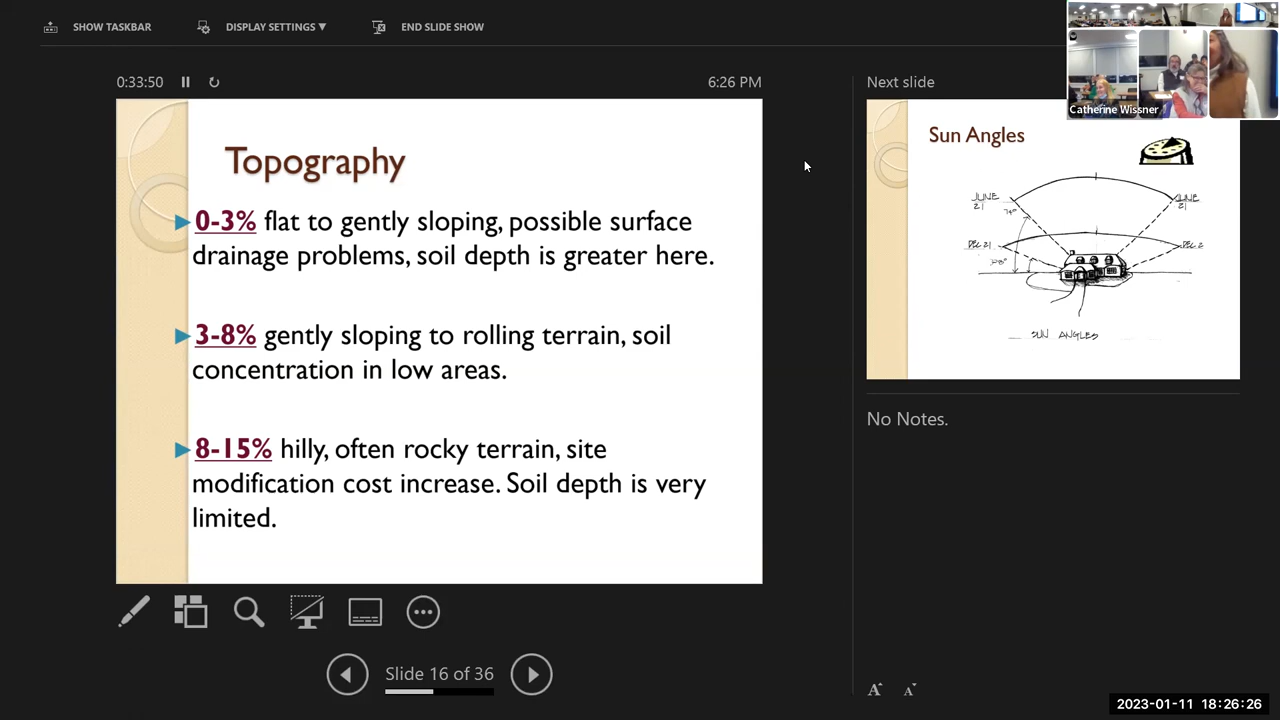 SHOW TASKBAR
DISPLAY SETTINGS ▼
END SLIDE SHOW
0:33:50
6:26 PM
Topography
0-3% flat to gently sloping, possible surface
drainage problems, soil depth is greater here.
3-8% gently sloping to rolling terrain, soil
concentration in low areas.
8-15% hilly, often rocky terrain, site
modification cost increase. Soil depth is very
limited.
Slide 16 of 36
Next slide
Catherine Wissner
Sun Angles
JUNE
21
JUNE
21
DEC 21
DEC 2
SUN ANGLES
No Notes.
A A
2023-01-11 18:26:26